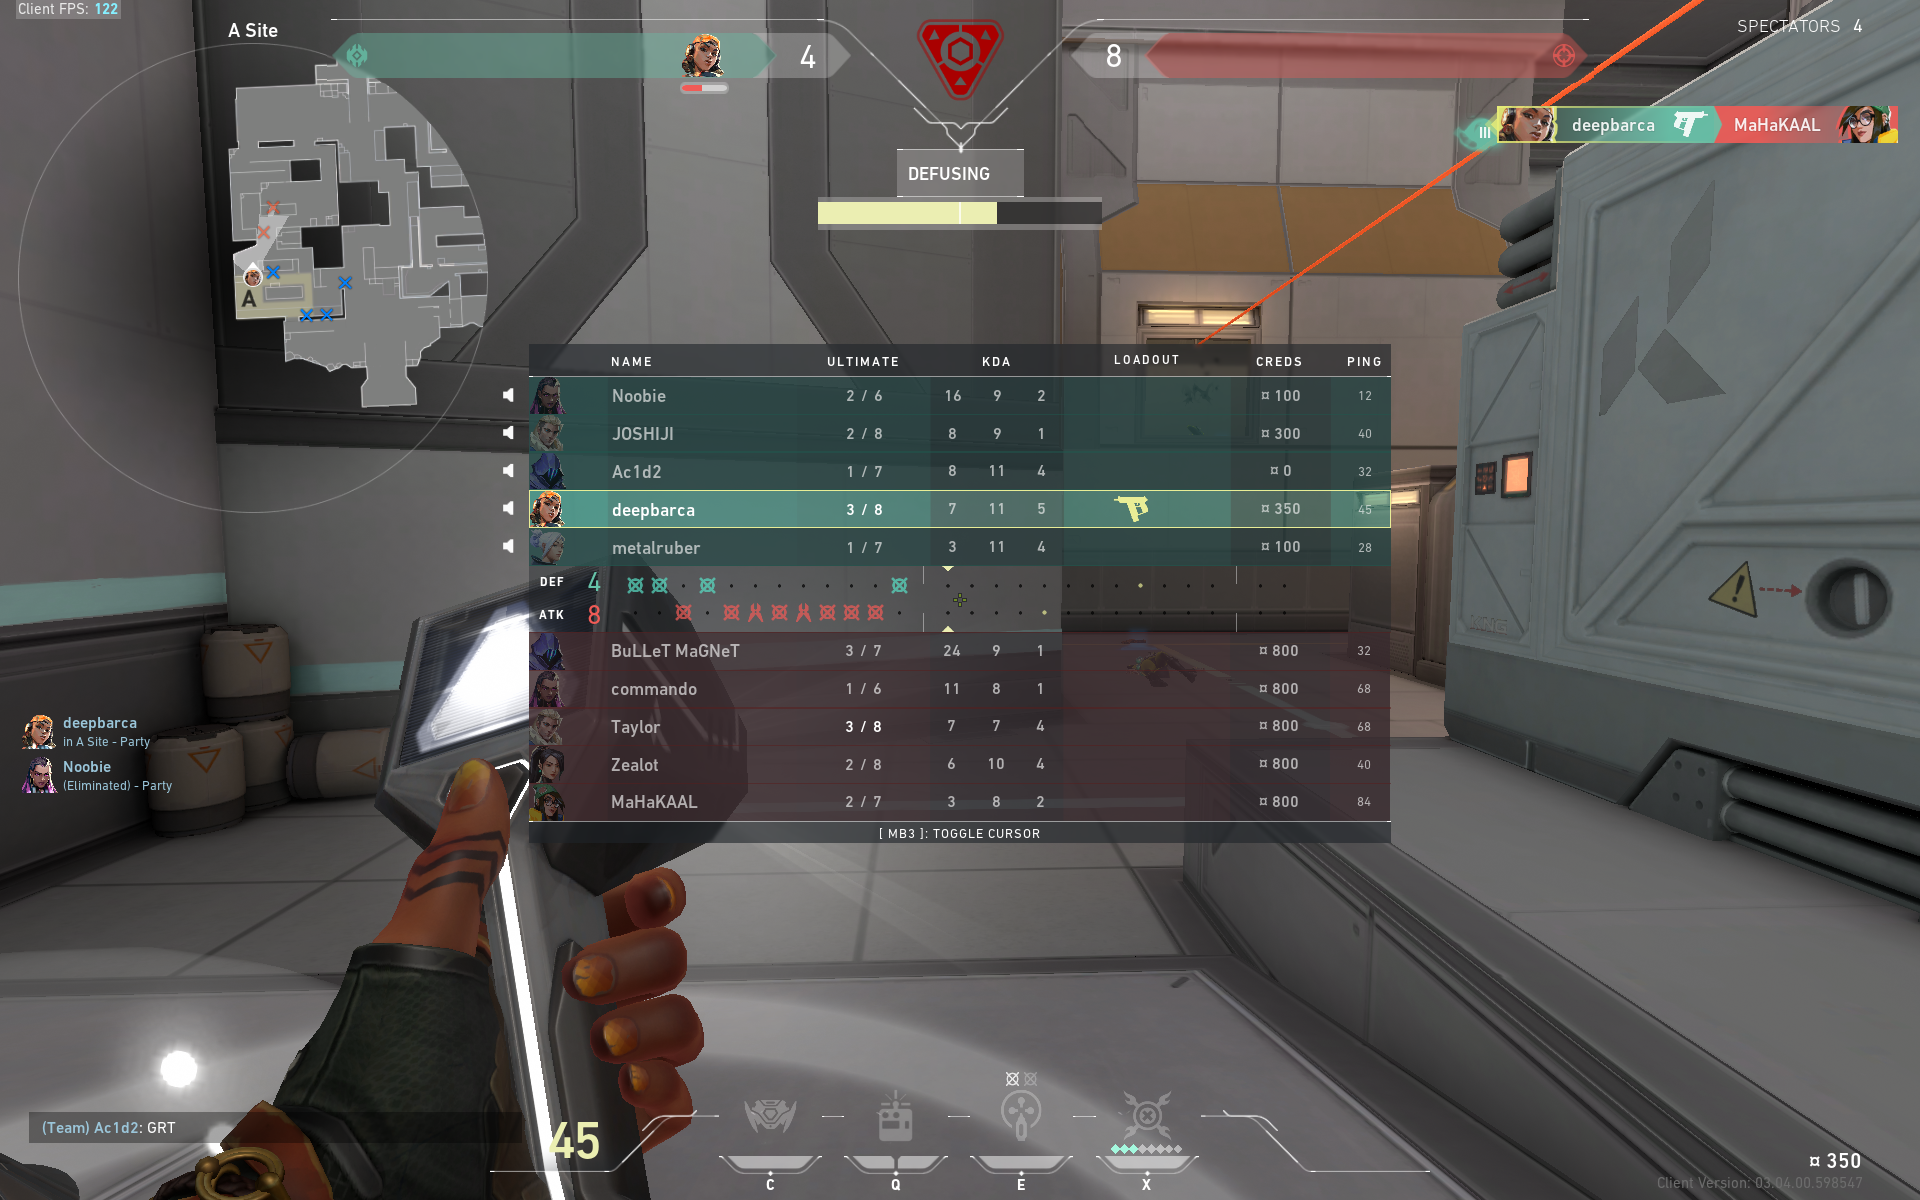 Client FPS: 122
A Site
4
8
SPECTATORS 4
DEFUSING
III deepbarca MaHaKAAL
A
NAME ULTIMATE KDA LOADOUT CREDS PING
Noobie 2 / 6 16 9 2 ¤ 100 12
JOSHIJI 2 / 8 8 9 1 ¤ 300 40
Ac1d2 1 / 7 8 11 4 ¤ 0 32
deepbarca 3 / 8 7 11 5 ¤ 350 45
metalruber 1 / 7 3 11 4 ¤ 100 28
DEF 4
ATK 8
BuLLeT MaGNeT 3 / 7 24 9 1 ¤ 800 32
commando 1 / 6 11 8 1 ¤ 800 68
Taylor 3 / 8 7 7 4 ¤ 800 68
Zealot 2 / 8 6 10 4 ¤ 800 40
MaHaKAAL 2 / 7 3 8 2 ¤ 800 84
[ MB3 ]: TOGGLE CURSOR
deepbarca
in A Site - Party
Noobie
(Eliminated) - Party
(Team) Ac1d2: GRT
45
C Q E X
¤ 350
Client Version: 03.04.00.598547